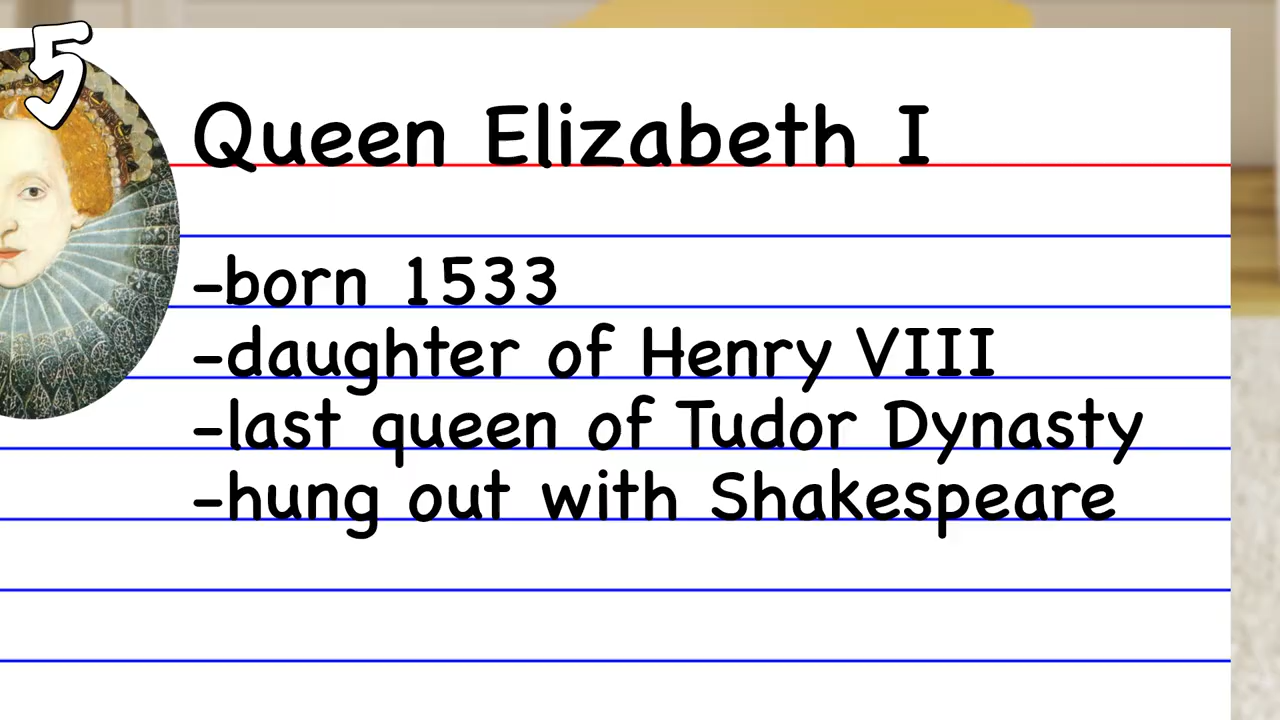 5
Queen Elizabeth I
-born 1533
-daughter of Henry VIII
-last queen of Tudor Dynasty
-hung out with Shakespeare